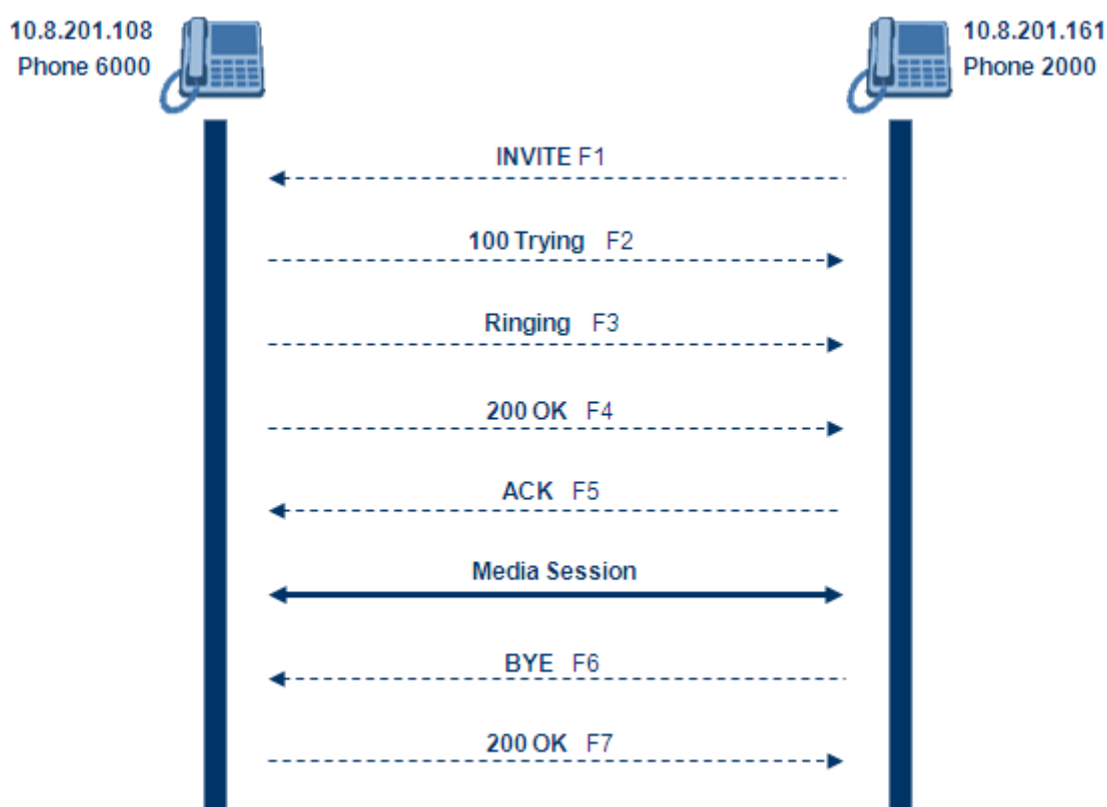 10.8.201.108
Phone 6000
10.8.201.161
Phone 2000
INVITE F1
100 Trying F2
Ringing F3
200 OK F4
ACK F5
Media Session
BYE F6
200 OK F7